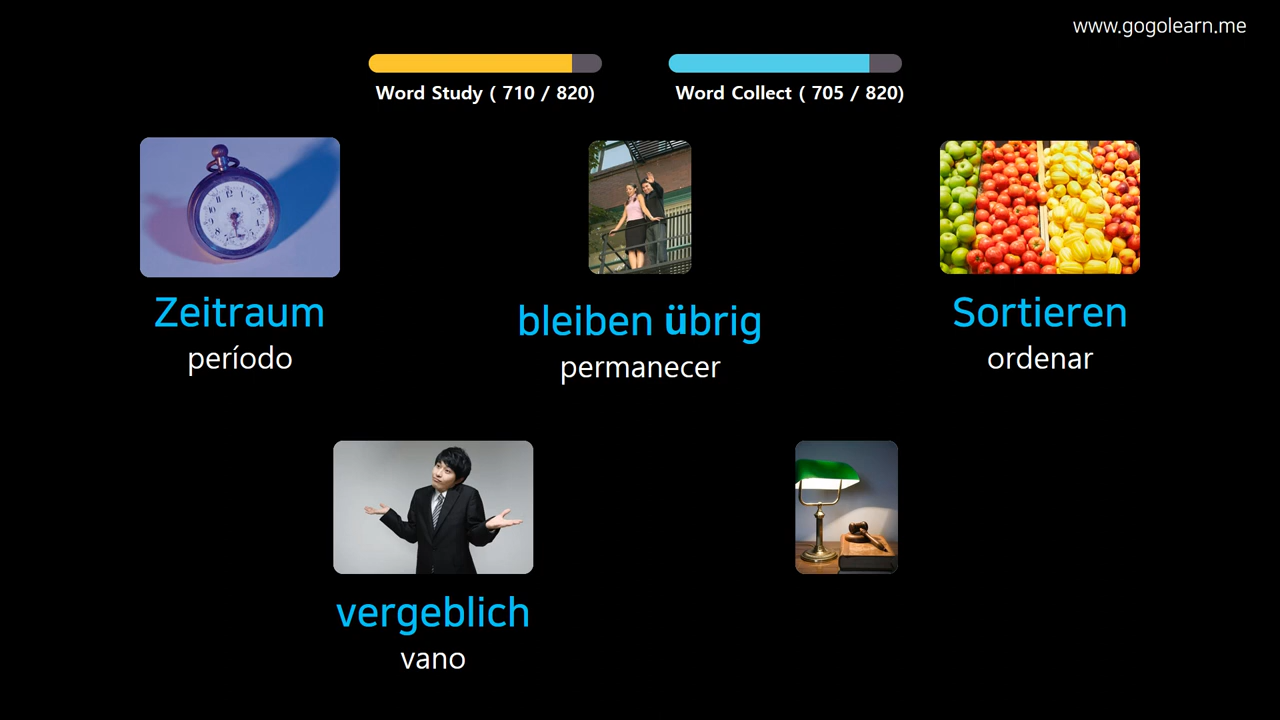 www.gogolearn.me
Word Study ( 710 / 820)
Word Collect ( 705 / 820)
Zeitraum
período
bleiben übrig
permanecer
Sortieren
ordenar
vergeblich
vano